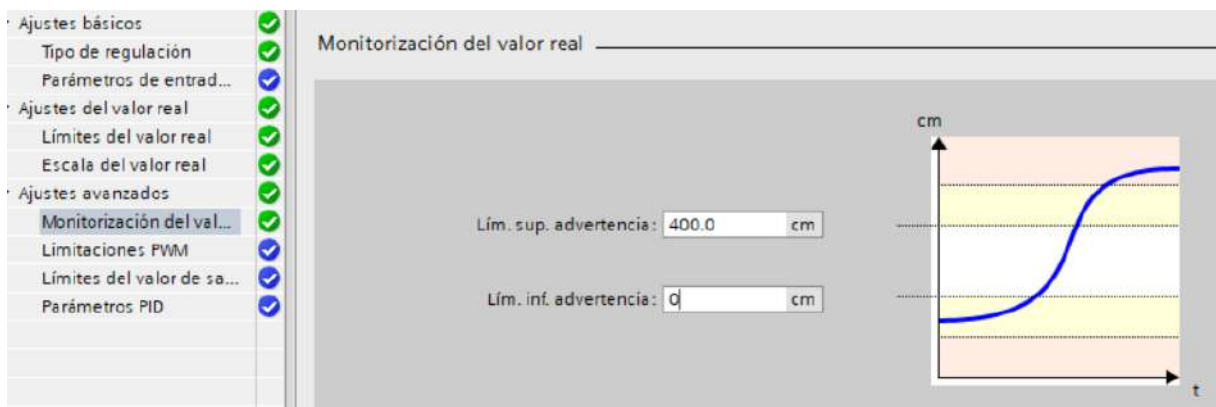 Ajustes básicos
Tipo de regulación
Parámetros de entrad...
Ajustes del valor real
Límites del valor real
Escala del valor real
Ajustes avanzados
Monitorización del val...
Limitaciones PWM
Límites del valor de sa...
Parámetros PID
Monitorización del valor real
cm
Lím. sup. advertencia: 400.0 cm
Lím. inf. advertencia: 0 cm
t